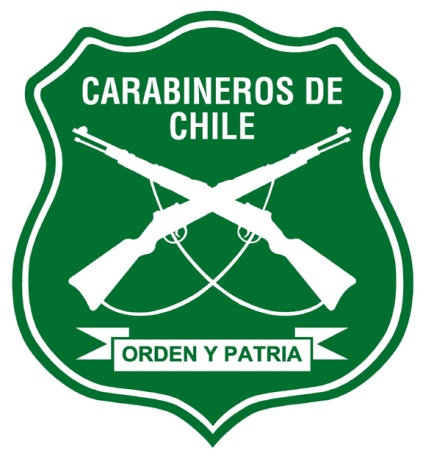 CARABINEROS DE
CHILE
ORDEN Y PATRIA